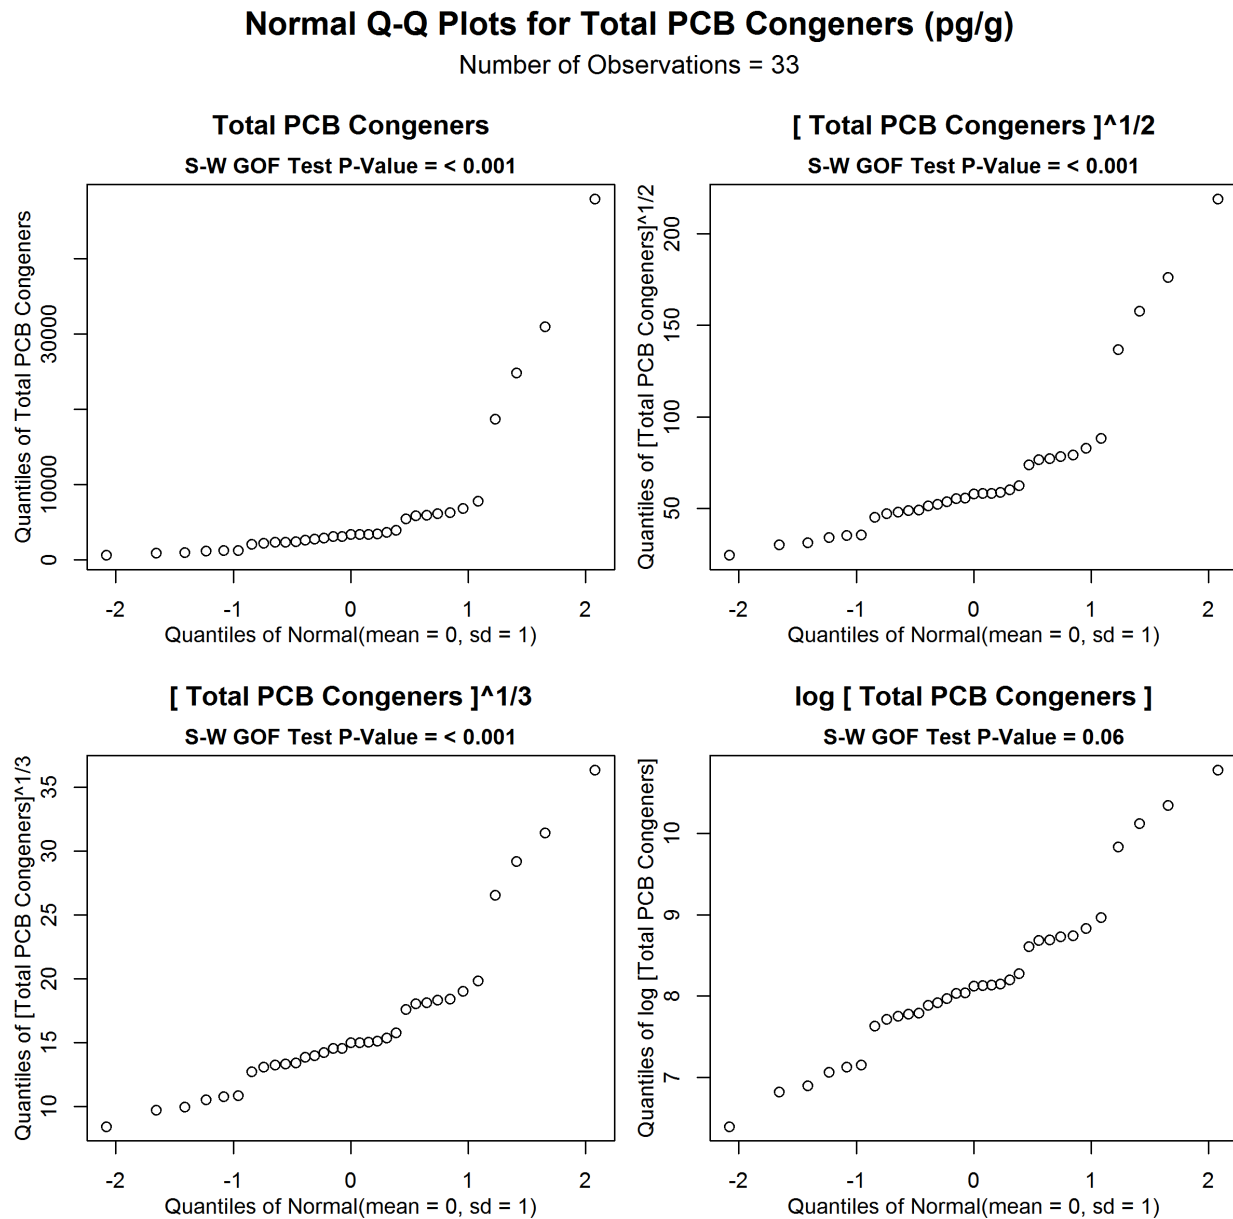 Normal Q-Q Plots for Total PCB Congeners (pg/g)
Number of Observations = 33
Total PCB Congeners
S-W GOF Test P-Value = < 0.001
Quantiles of Total PCB Congeners
0
10000
30000
-2 -1 0 1 2
Quantiles of Normal(mean = 0, sd = 1)
[ Total PCB Congeners ]^1/2
S-W GOF Test P-Value = < 0.001
Quantiles of [Total PCB Congeners]^1/2
50
100
150
200
-2 -1 0 1 2
Quantiles of Normal(mean = 0, sd = 1)
[ Total PCB Congeners ]^1/3
S-W GOF Test P-Value = < 0.001
Quantiles of [Total PCB Congeners]^1/3
10
15
20
25
30
35
-2 -1 0 1 2
Quantiles of Normal(mean = 0, sd = 1)
log [ Total PCB Congeners ]
S-W GOF Test P-Value = 0.06
Quantiles of log [Total PCB Congeners]
7
8
9
10
-2 -1 0 1 2
Quantiles of Normal(mean = 0, sd = 1)